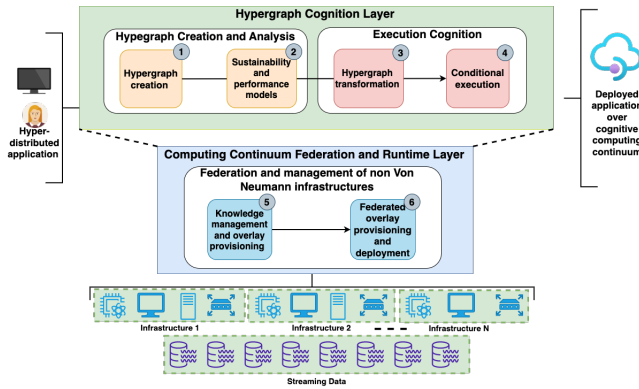 Hypergraph Cognition Layer
Hypegraph Creation and Analysis
Execution Cognition
1
Hypergraph
creation
2
Sustainability
and
performance
models
3
Hypergraph
transformation
4
Conditional
execution
Hyper-
distributed
application
Deployed
application
over
cognitive
computing
continuum
Computing Continuum Federation and Runtime Layer
Federation and management of non Von
Neumann infrastructures
5
Knowledge
management
and overlay
provisioning
6
Federated
overlay
provisioning
and
deployment
Infrastructure 1
Infrastructure 2
Infrastructure N
Streaming Data